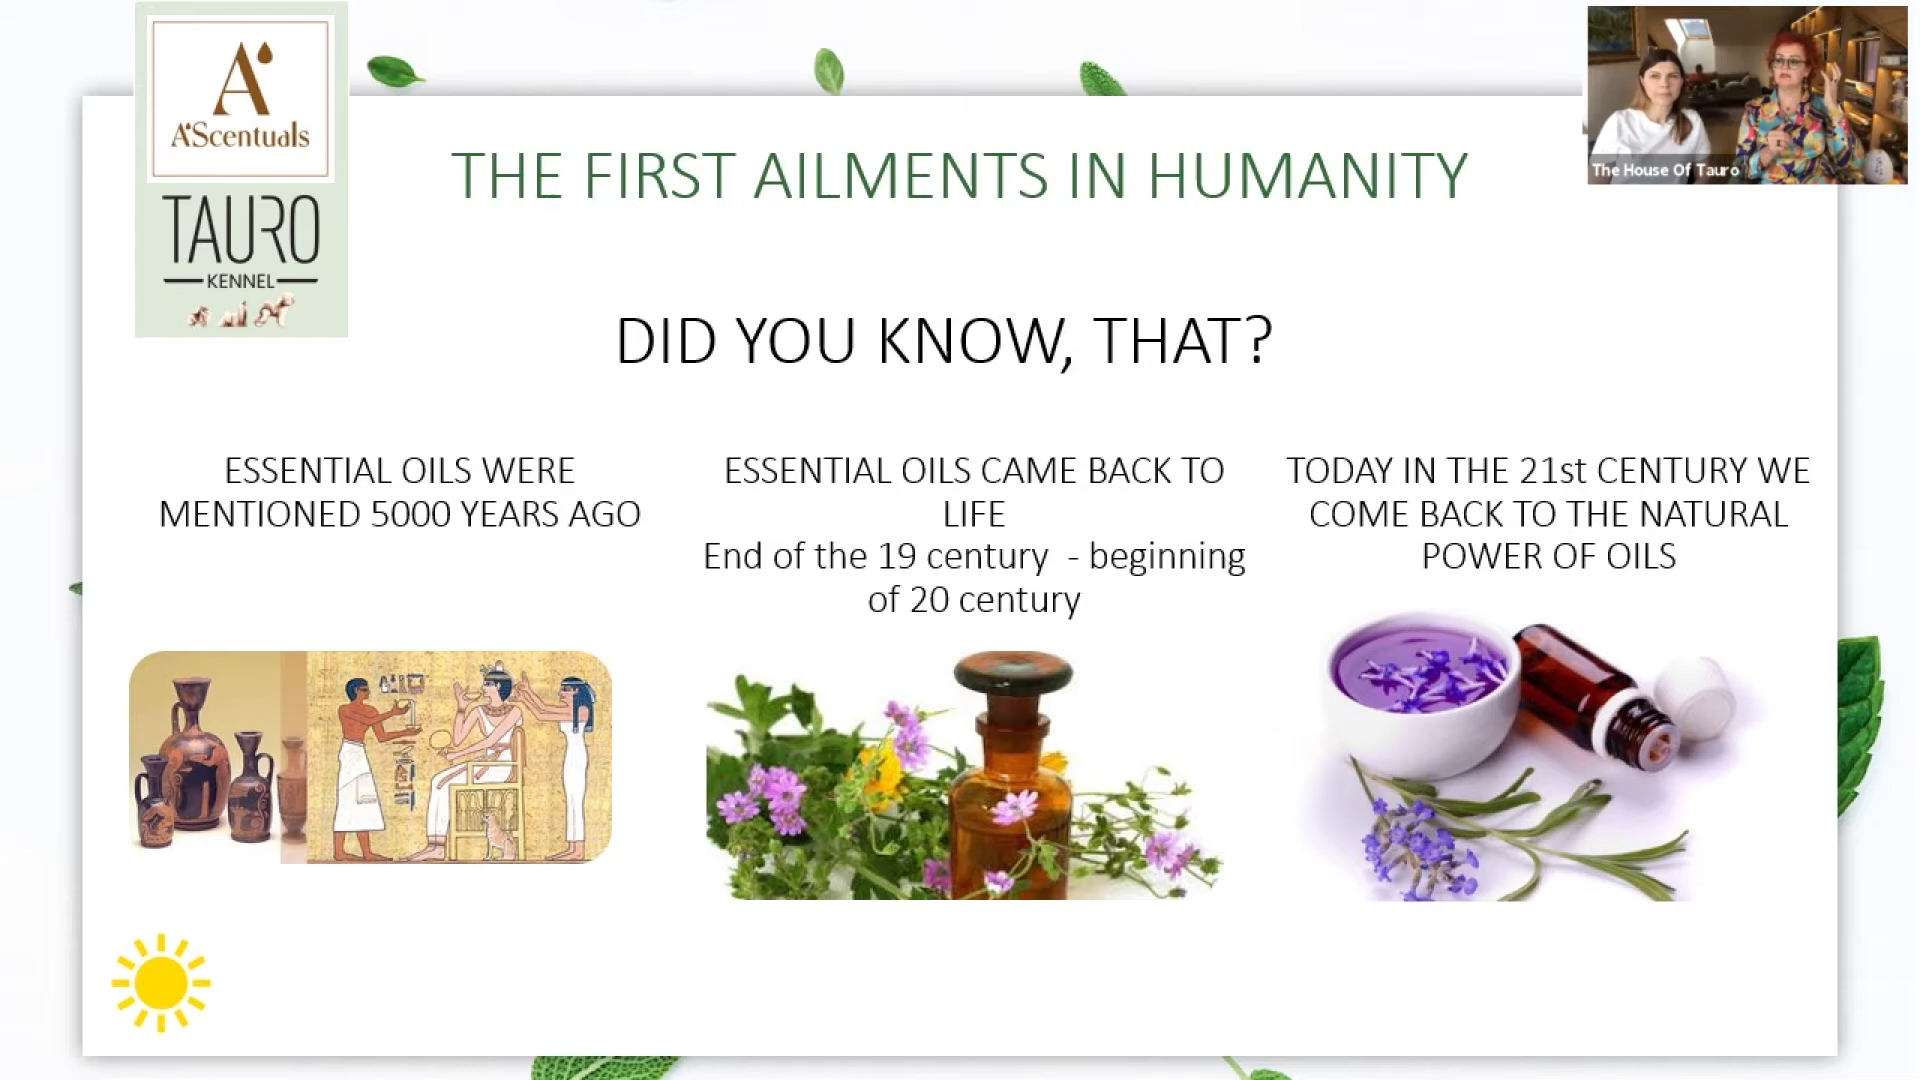 A'Scentuals
TAURO
KENNEL
THE FIRST AILMENTS IN HUMANITY
The House Of Tauro
DID YOU KNOW, THAT?
ESSENTIAL OILS WERE
MENTIONED 5000 YEARS AGO
ESSENTIAL OILS CAME BACK TO
LIFE
End of the 19 century - beginning
of 20 century
TODAY IN THE 21st CENTURY WE
COME BACK TO THE NATURAL
POWER OF OILS